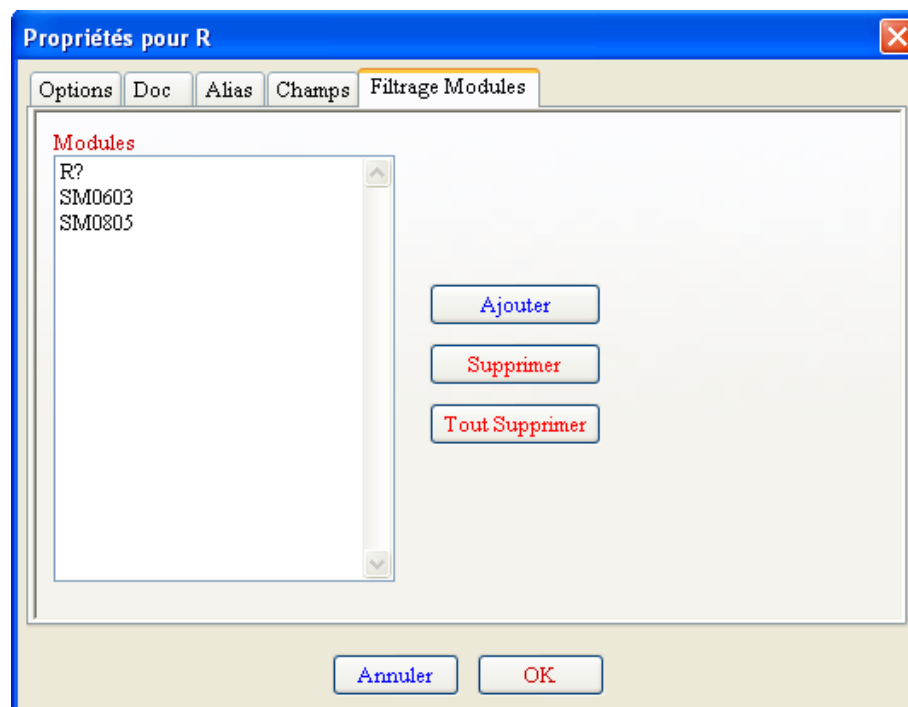 Propriétés pour R
Options Doc Alias Champs Filtrage Modules
Modules
R?
SM0603
SM0805
Ajouter
Supprimer
Tout Supprimer
Annuler OK